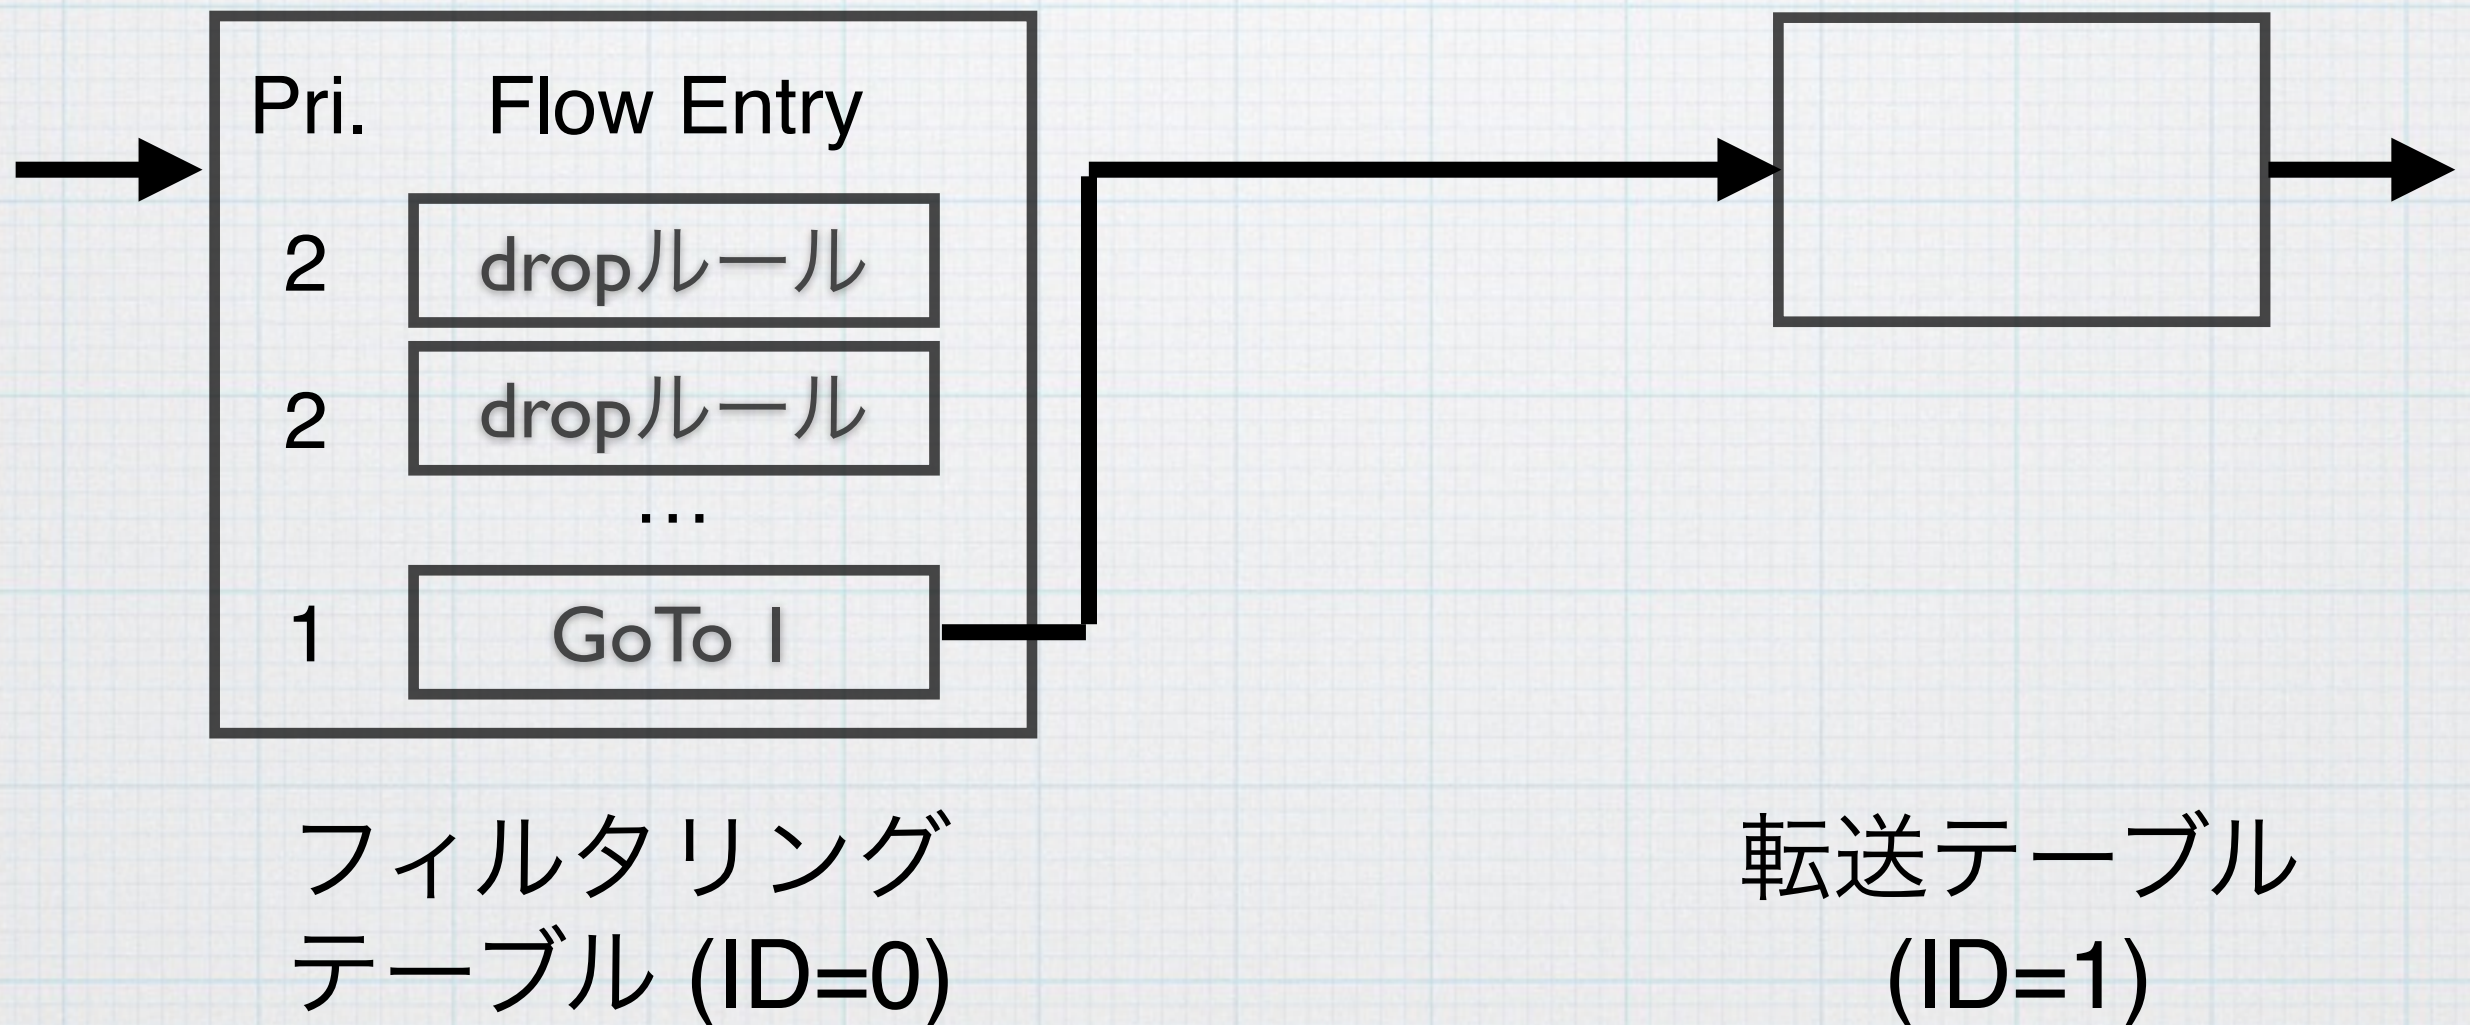 Pri. Flow Entry
2 dropルール
2 dropルール
…
1 GoTo 1
フィルタリング
テーブル (ID=0)
転送テーブル
(ID=1)